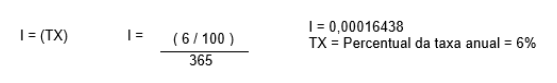 I = (TX)
I =
( 6 / 100 )
365
I = 0,00016438
TX = Percentual da taxa anual = 6%